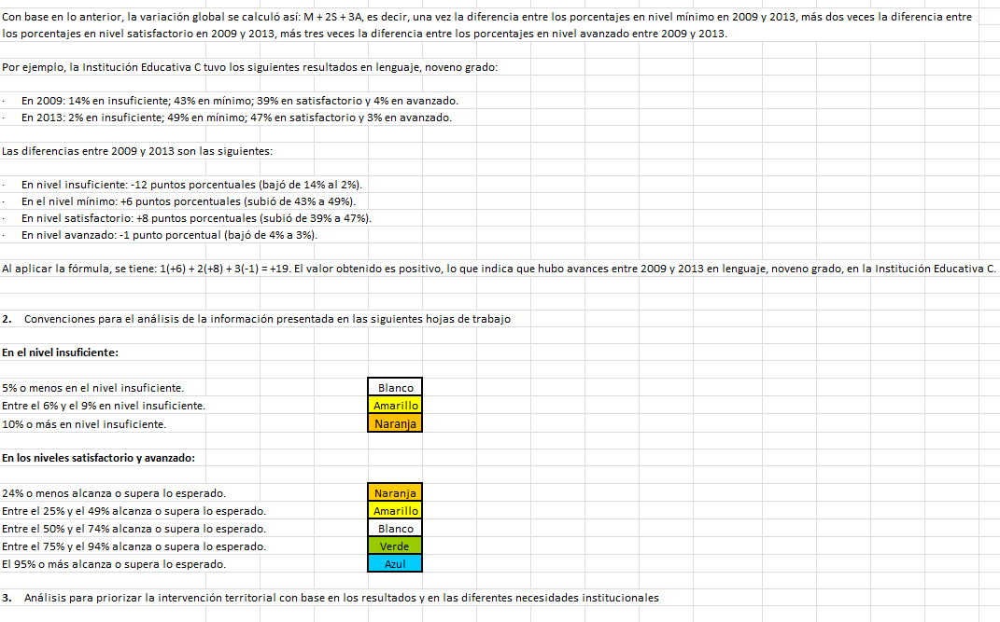 Con base en lo anterior, la variación global se calculó así: M + 2S + 3A, es decir, una vez la diferencia entre los porcentajes en nivel mínimo en 2009 y 2013, más dos veces la diferencia entre
los porcentajes en nivel satisfactorio en 2009 y 2013, más tres veces la diferencia entre los porcentajes en nivel avanzado entre 2009 y 2013.
Por ejemplo, la Institución Educativa C tuvo los siguientes resultados en lenguaje, noveno grado:
· En 2009: 14% en insuficiente; 43% en mínimo; 39% en satisfactorio y 4% en avanzado.
· En 2013: 2% en insuficiente; 49% en mínimo; 47% en satisfactorio y 3% en avanzado.
Las diferencias entre 2009 y 2013 son las siguientes:
· En nivel insuficiente: -12 puntos porcentuales (bajó de 14% al 2%).
· En el nivel mínimo: +6 puntos porcentuales (subió de 43% a 49%).
· En nivel satisfactorio: +8 puntos porcentuales (subió de 39% a 47%).
· En nivel avanzado: -1 punto porcentual (bajó de 4% a 3%).
Al aplicar la fórmula, se tiene: 1(+6) + 2(+8) + 3(-1) = +19. El valor obtenido es positivo, lo que indica que hubo avances entre 2009 y 2013 en lenguaje, noveno grado, en la Institución Educativa C.
2. Convenciones para el análisis de la información presentada en las siguientes hojas de trabajo
En el nivel insuficiente:
5% o menos en el nivel insuficiente. Blanco
Entre el 6% y el 9% en nivel insuficiente. Amarillo
10% o más en nivel insuficiente. Naranja
En los niveles satisfactorio y avanzado:
24% o menos alcanza o supera lo esperado. Naranja
Entre el 25% y el 49% alcanza o supera lo esperado. Amarillo
Entre el 50% y el 74% alcanza o supera lo esperado. Blanco
Entre el 75% y el 94% alcanza o supera lo esperado. Verde
El 95% o más alcanza o supera lo esperado. Azul
3. Análisis para priorizar la intervención territorial con base en los resultados y en las diferentes necesidades institucionales